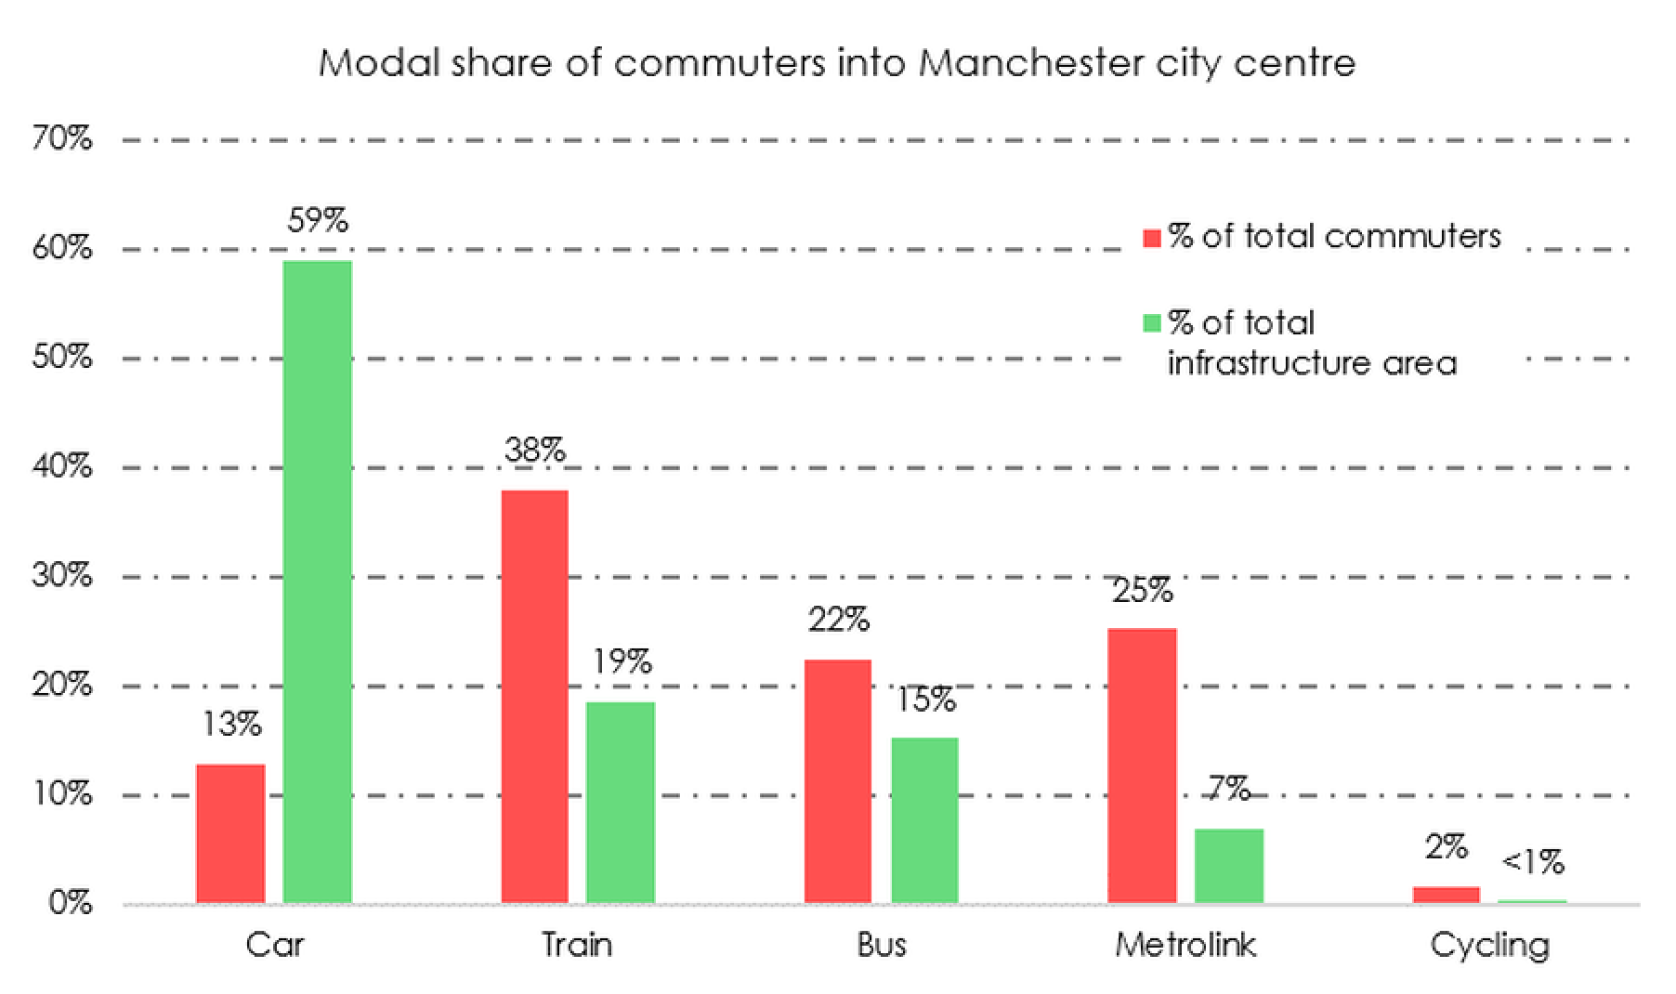 Modal share of commuters into Manchester city centre
70%
60%
50%
40%
30%
20%
10%
0%
% of total commuters
% of total
infrastructure area
13%
59%
38%
19%
22%
15%
25%
7%
2%
<1%
Car
Train
Bus
Metrolink
Cycling